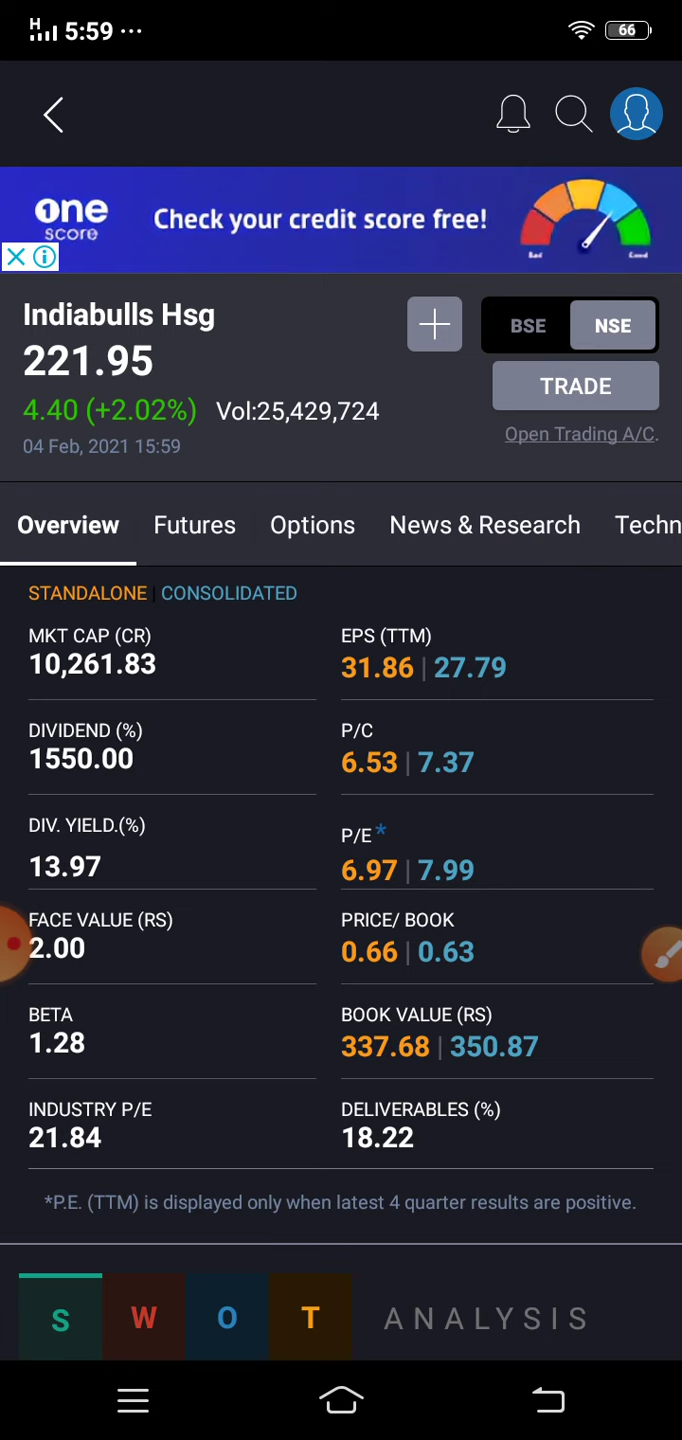 H 5:59 ... 66
one score
Check your credit score free!
Bad Good
Indiabulls Hsg
BSE NSE
221.95
TRADE
4.40 (+2.02%) Vol:25,429,724
Open Trading A/C.
04 Feb, 2021 15:59
Overview Futures Options News & Research Techn
STANDALONE | CONSOLIDATED
MKT CAP (CR) EPS (TTM)
10,261.83 31.86 | 27.79
DIVIDEND (%) P/C
1550.00 6.53 | 7.37
DIV. YIELD.(%) P/E*
13.97 6.97 | 7.99
FACE VALUE (RS) PRICE/ BOOK
2.00 0.66 | 0.63
BETA BOOK VALUE (RS)
1.28 337.68 | 350.87
INDUSTRY P/E DELIVERABLES (%)
21.84 18.22
*P.E. (TTM) is displayed only when latest 4 quarter results are positive.
S W O T ANALYSIS